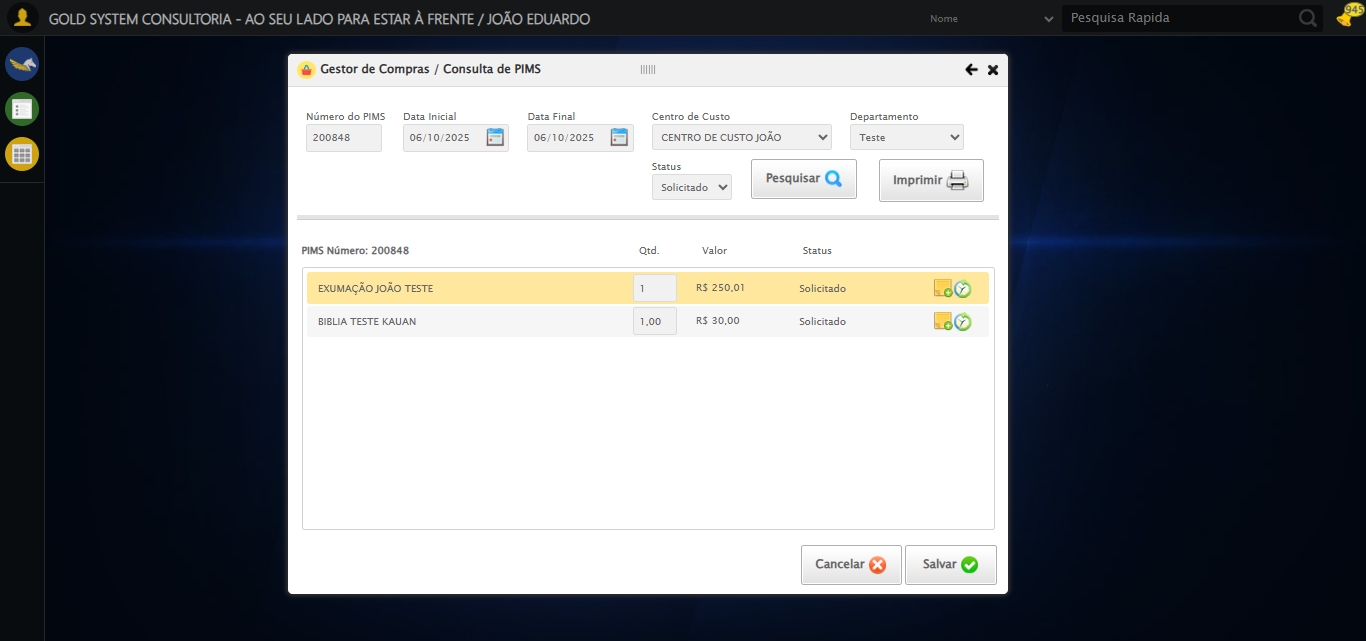 GOLD SYSTEM CONSULTORIA - AO SEU LADO PARA ESTAR À FRENTE / JOÃO EDUARDO
Nome
Pesquisa Rapida
945
Gestor de Compras / Consulta de PIMS
Número do PIMS Data Inicial Data Final Centro de Custo Departamento
200848 06/10/2025 06/10/2025 CENTRO DE CUSTO JOÃO Teste
Status
Solicitado Pesquisar Imprimir
PIMS Número: 200848 Qtd. Valor Status
EXUMAÇÃO JOÃO TESTE 1 R$ 250,01 Solicitado
BIBLIA TESTE KAUAN 1,00 R$ 30,00 Solicitado
Cancelar Salvar